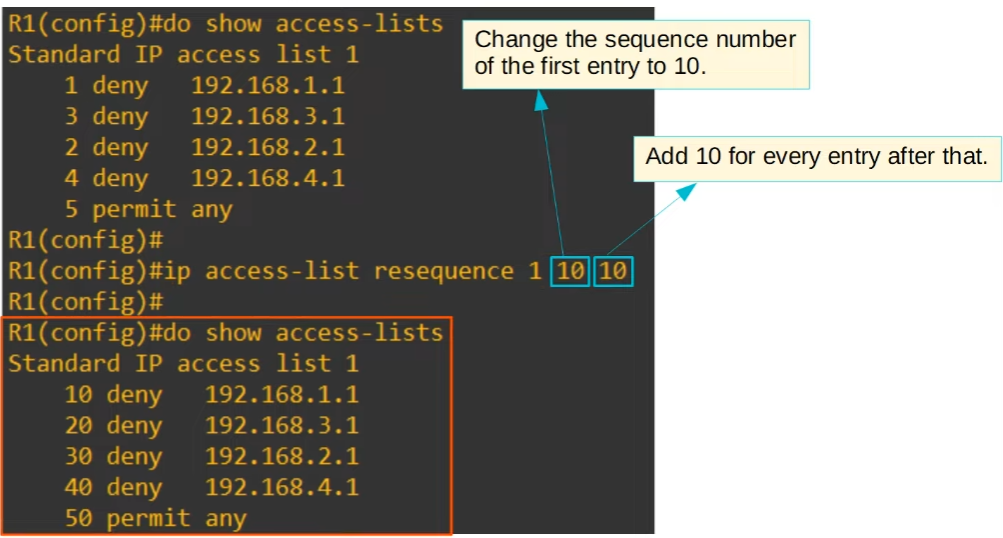 R1(config)#do show access-lists
Standard IP access list 1
    1 deny   192.168.1.1
    3 deny   192.168.3.1
    2 deny   192.168.2.1
    4 deny   192.168.4.1
    5 permit any
R1(config)#
R1(config)#ip access-list resequence 1 10 10
R1(config)#
R1(config)#do show access-lists
Standard IP access list 1
    10 deny   192.168.1.1
    20 deny   192.168.3.1
    30 deny   192.168.2.1
    40 deny   192.168.4.1
    50 permit any
Change the sequence number
of the first entry to 10.
Add 10 for every entry after that.